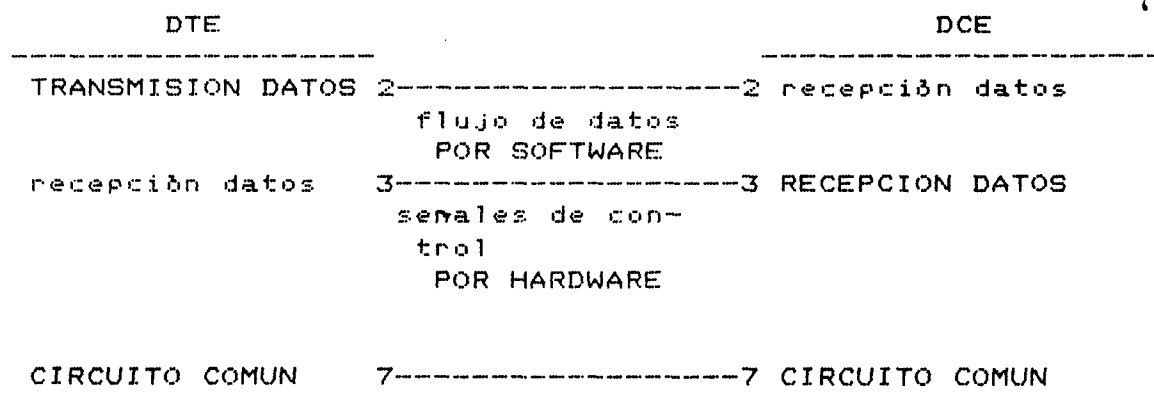 DTE DCE
--------------------- ----------------------
TRANSMISION DATOS 2-------------------2 recepción datos
flujo de datos
POR SOFTWARE
recepción datos 3-------------------3 RECEPCION DATOS
señales de con-
trol
POR HARDWARE
CIRCUITO COMUN 7-------------------7 CIRCUITO COMUN